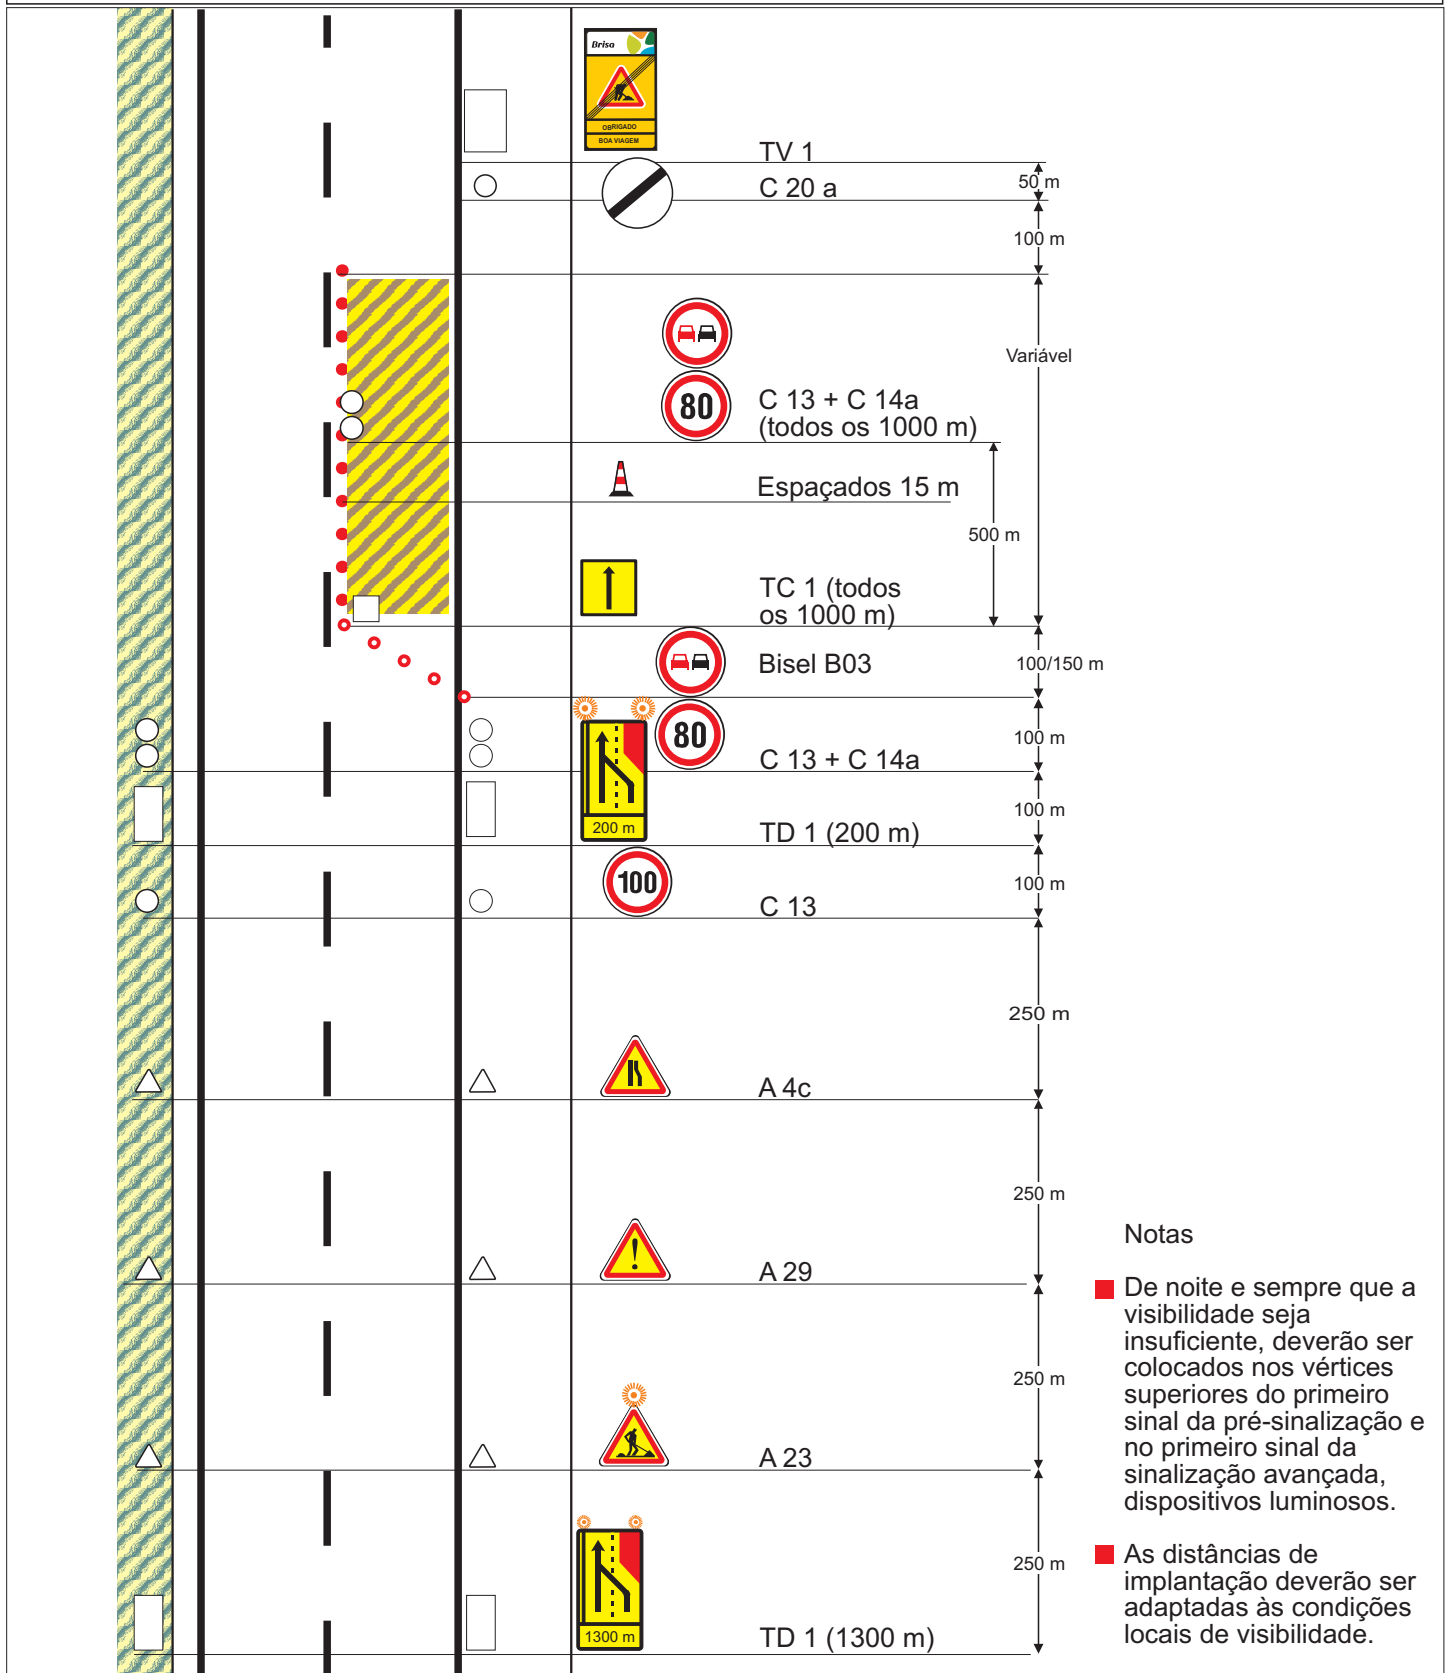 Brisa
OBRIGADO
BOA VIAGEM
TV 1
50 m
C 20 a
100 m
Variável
80
C 13 + C 14a
(todos os 1000 m)
Espaçados 15 m
500 m
TC 1 (todos
os 1000 m)
Bisel B03
100/150 m
80
100 m
C 13 + C 14a
100 m
200 m
TD 1 (200 m)
100
100 m
C 13
250 m
A 4c
250 m
!
A 29
250 m
A 23
250 m
1300 m
TD 1 (1300 m)
Notas
De noite e sempre que a
visibilidade seja
insuficiente, deverão ser
colocados nos vértices
superiores do primeiro
sinal da pré-sinalização e
no primeiro sinal da
sinalização avançada,
dispositivos luminosos.
As distâncias de
implantação deverão ser
adaptadas às condições
locais de visibilidade.